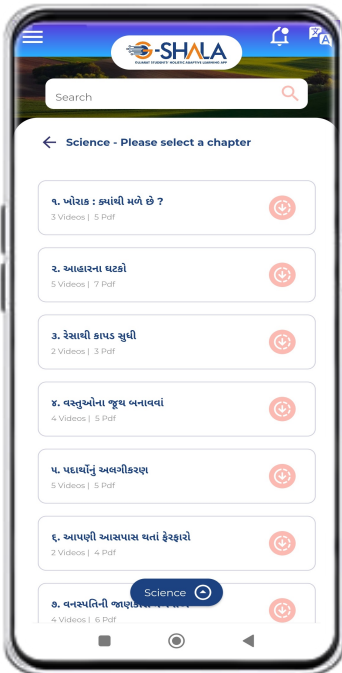 G-SHALA
GUJARAT STUDENTS' HOLISTIC ADAPTIVE LEARNING APP
Search
Science - Please select a chapter
૧. ખોરાક : ક્યાંથી મળે છે ?
3 Videos | 5 Pdf
૨. આહારના ઘટકો
5 Videos | 7 Pdf
૩. રેસાથી કાપડ સુધી
2 Videos | 3 Pdf
૪. વસ્તુઓના જૂથ બનાવવાં
4 Videos | 5 Pdf
૫. પદાર્થોનું અલગીકરણ
5 Videos | 5 Pdf
૬. આપણી આસપાસ થતાં ફેરફારો
2 Videos | 4 Pdf
Science
૭. વનસ્પતિની
4 Videos | 6 Pdf